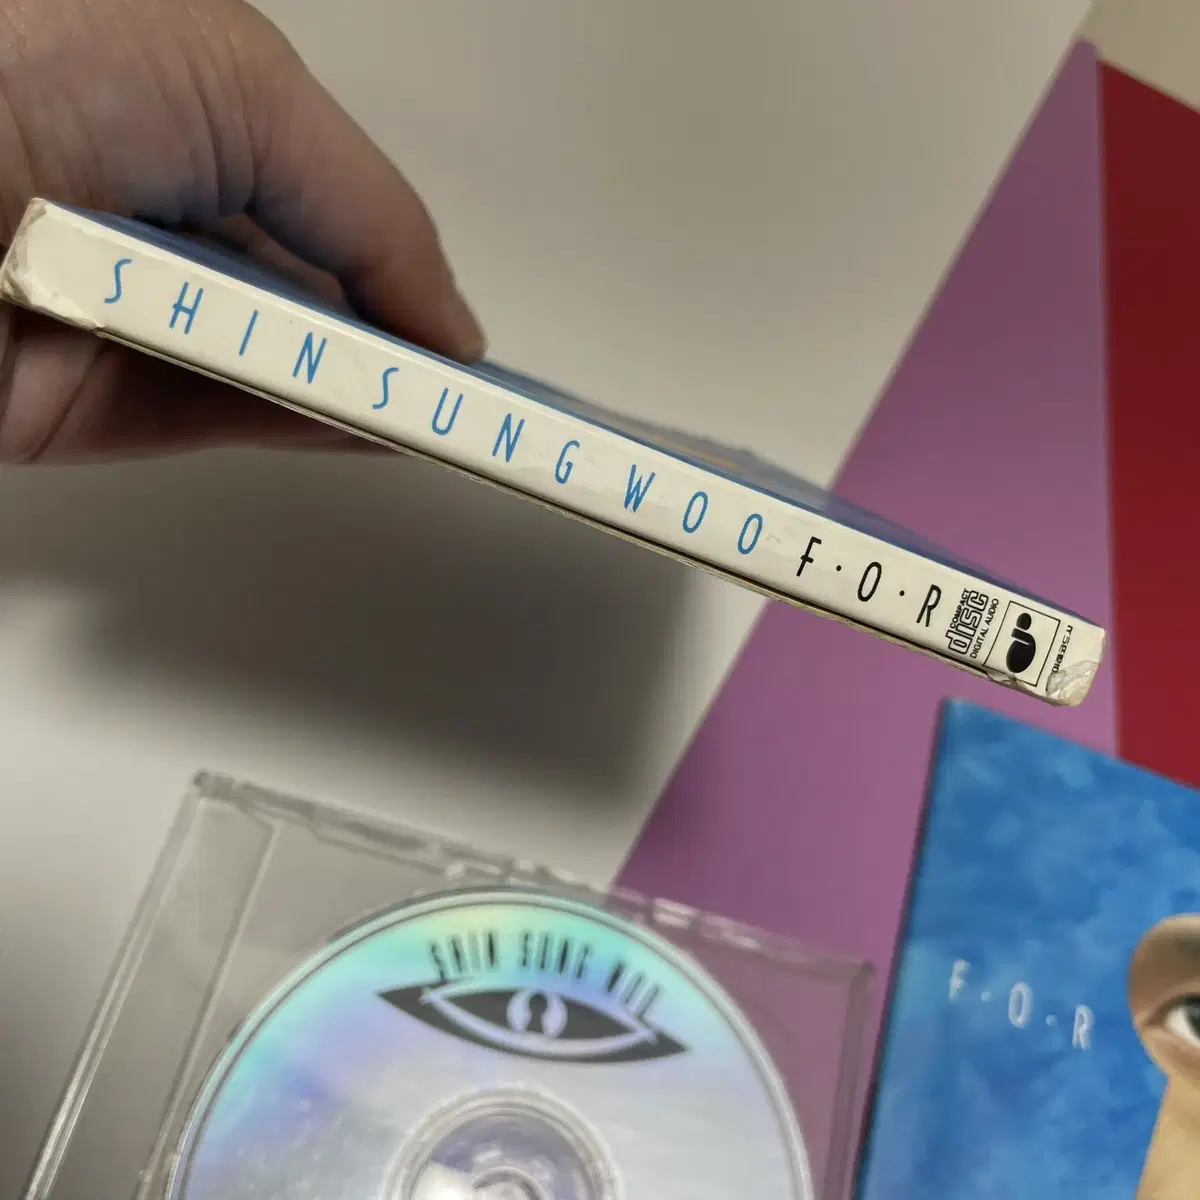 SHIN SUNG WOO F·O·R
COMPACT
disc
DIGITAL AUDIO
SHIN SUNG WOO
F·O·R